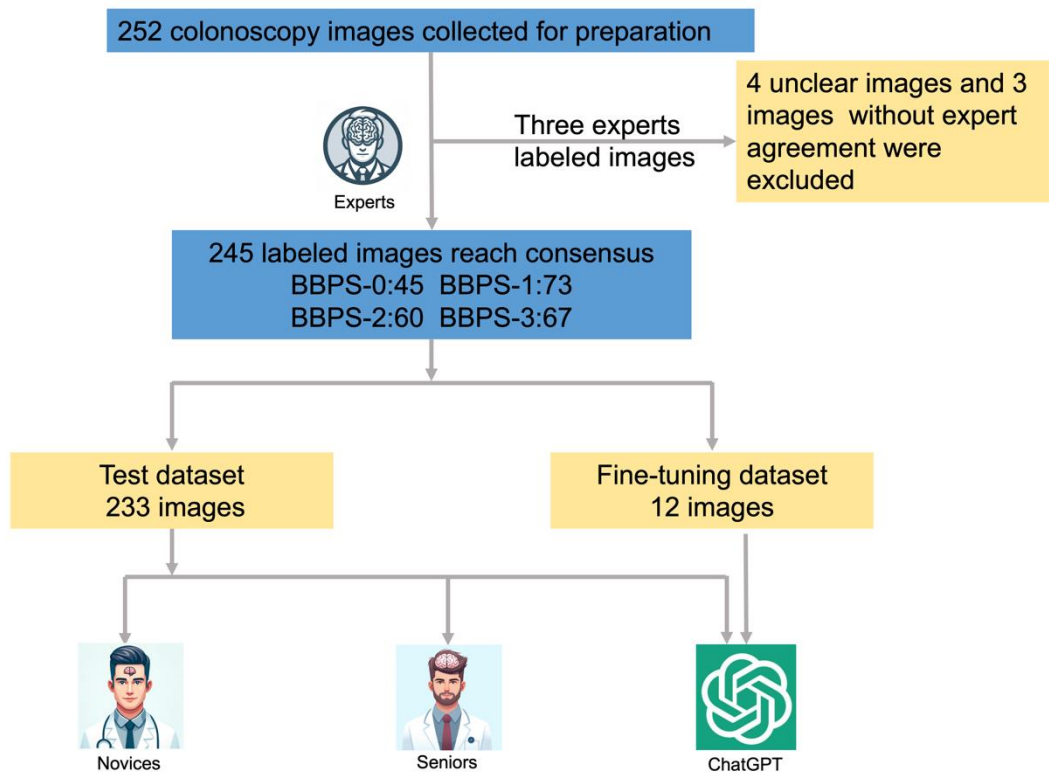 252 colonoscopy images collected for preparation
4 unclear images and 3
images without expert
agreement were
excluded
Three experts
labeled images
Experts
245 labeled images reach consensus
BBPS-0:45 BBPS-1:73
BBPS-2:60 BBPS-3:67
Test dataset
233 images
Fine-tuning dataset
12 images
Novices
Seniors
ChatGPT